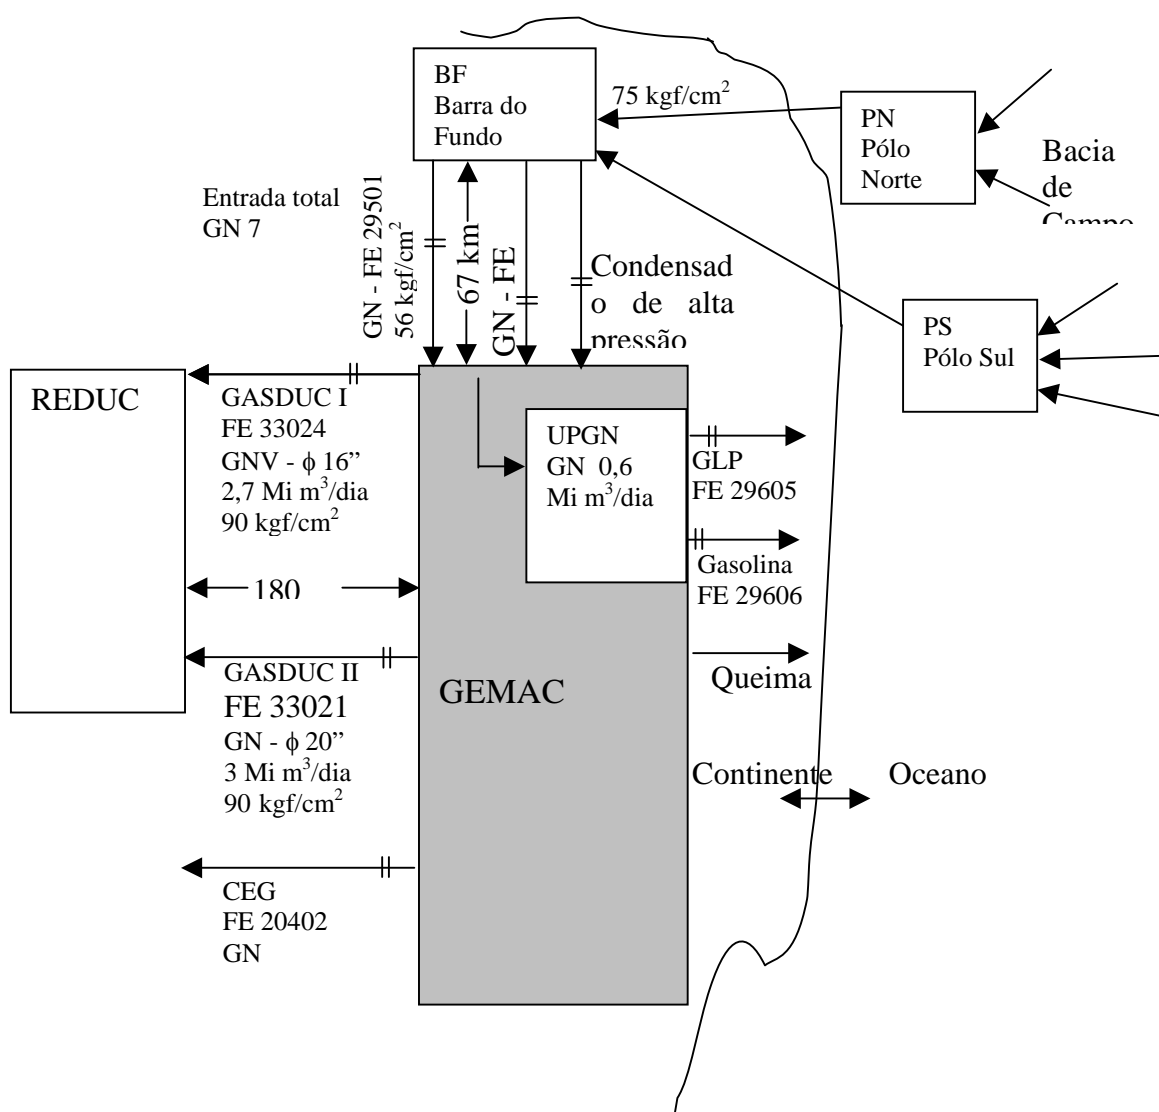 BF
Barra do
Fundo
75 kgf/cm²
PN
Pólo
Norte
Bacia
de
Campo
Entrada total
GN 7
GN - FE 29501
56 kgf/cm²
67 km
GN - FE
Condensad
o de alta
pressão
PS
Pólo Sul
REDUC
GASDUC I
FE 33024
GNV - ϕ 16”
2,7 Mi m³/dia
90 kgf/cm²
UPGN
GN 0,6
Mi m³/dia
GLP
FE 29605
Gasolina
FE 29606
180
GASDUC II
FE 33021
GN - ϕ 20”
3 Mi m³/dia
90 kgf/cm²
GEMAC
Queima
Continente
Oceano
CEG
FE 20402
GN